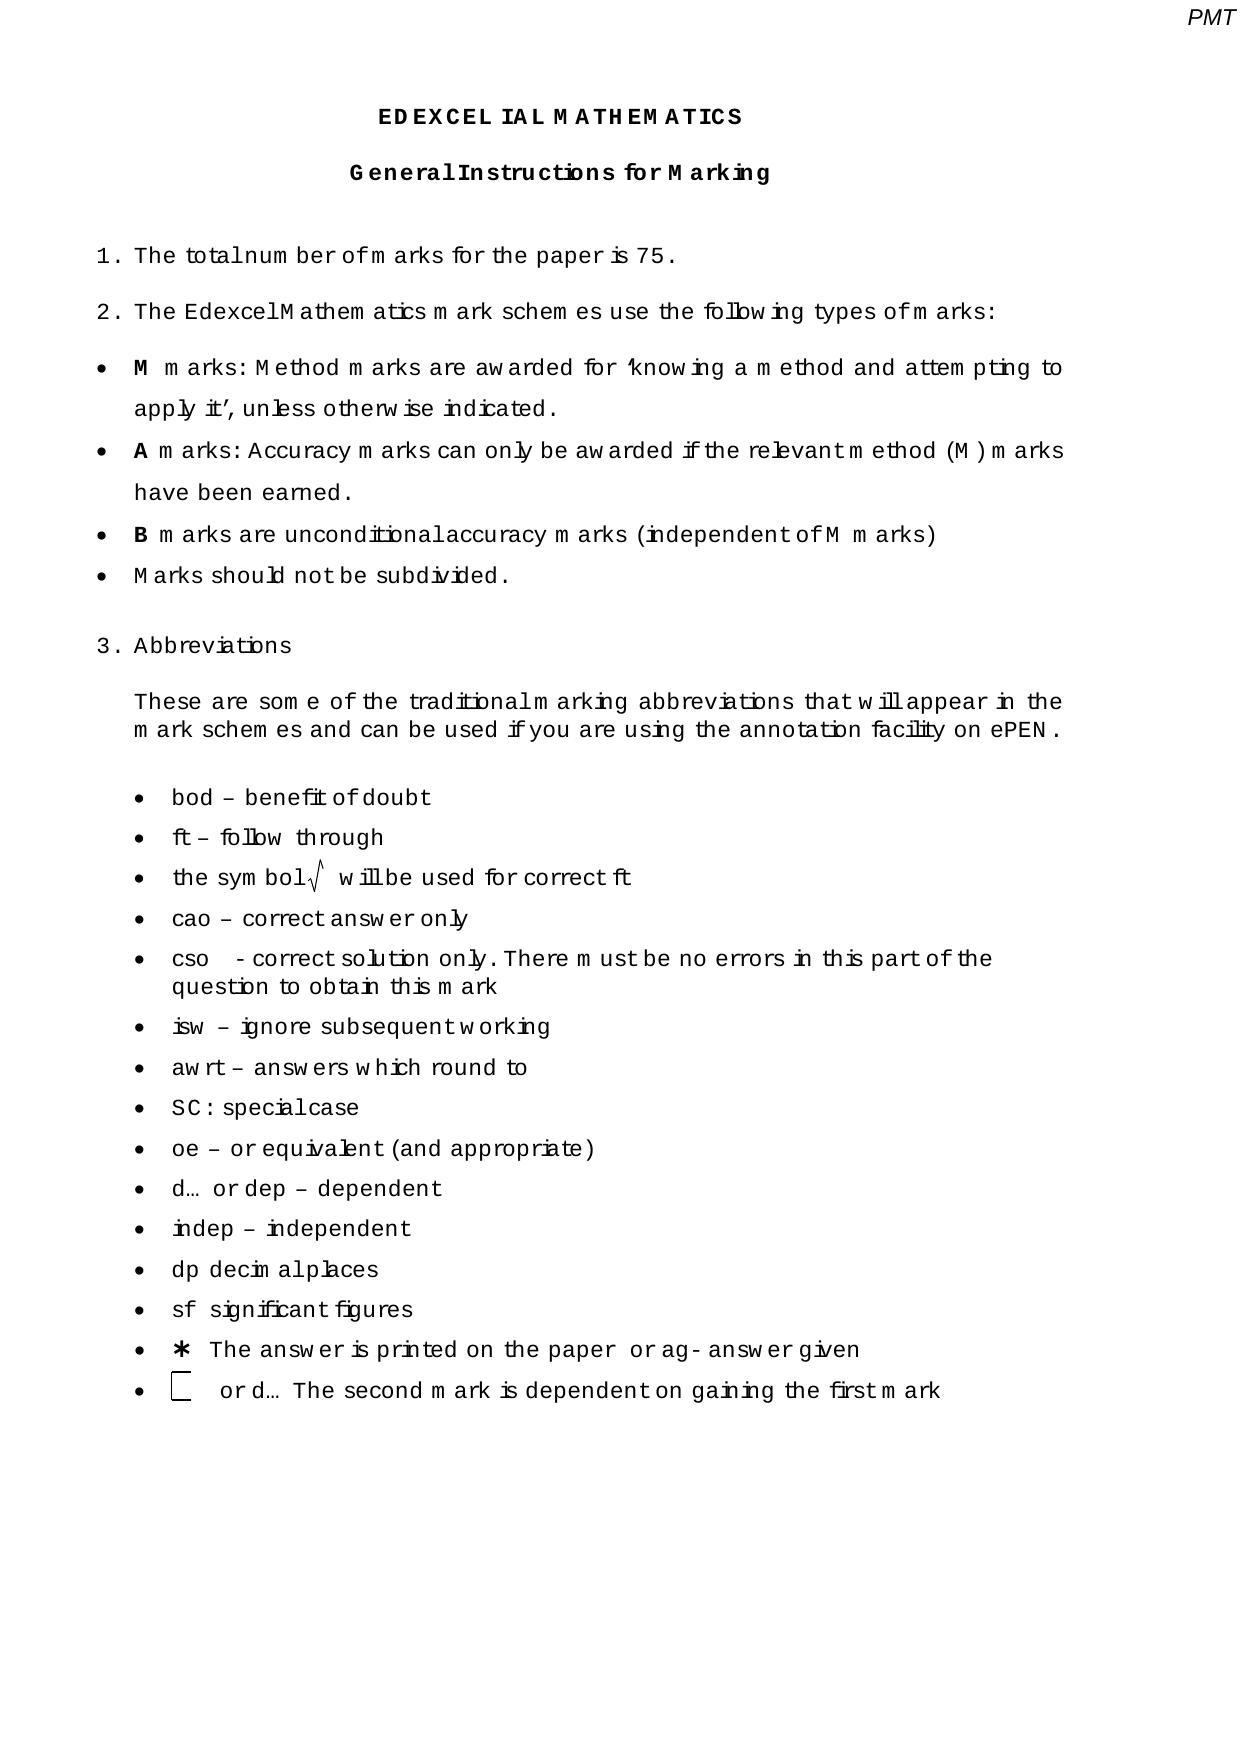 PMT
EDEXCEL IAL MATHEMATICS
General Instructions for Marking
1. The total number of marks for the paper is 75.
2. The Edexcel Mathematics mark schemes use the following types of marks:
• M marks: Method marks are awarded for ‘knowing a method and attempting to
apply it’, unless otherwise indicated.
• A marks: Accuracy marks can only be awarded if the relevant method (M) marks
have been earned.
• B marks are unconditional accuracy marks (independent of M marks)
• Marks should not be subdivided.
3. Abbreviations
These are some of the traditional marking abbreviations that will appear in the
mark schemes and can be used if you are using the annotation facility on ePEN.
• bod – benefit of doubt
• ft – follow through
• the symbol √ will be used for correct ft
• cao – correct answer only
• cso - correct solution only. There must be no errors in this part of the
question to obtain this mark
• isw – ignore subsequent working
• awrt – answers which round to
• SC: special case
• oe – or equivalent (and appropriate)
• d… or dep – dependent
• indep – independent
• dp decimal places
• sf significant figures
• * The answer is printed on the paper or ag- answer given
• or d… The second mark is dependent on gaining the first mark